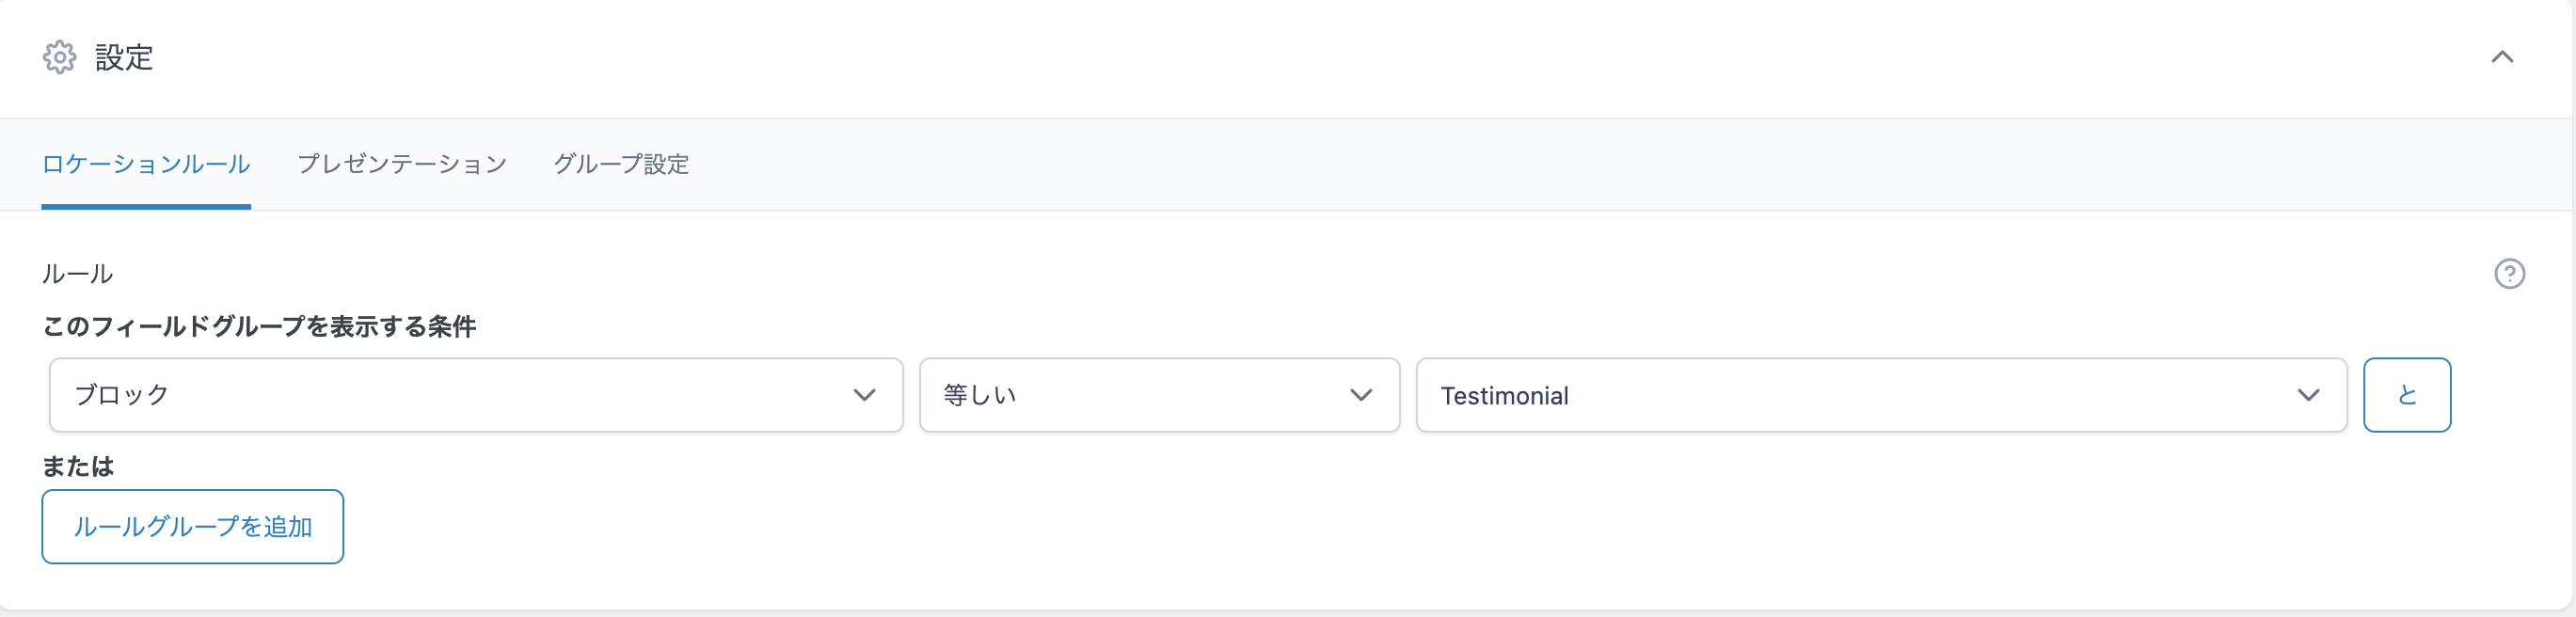 設定
ロケーションルール プレゼンテーション グループ設定
ルール
このフィールドグループを表示する条件
ブロック 等しい Testimonial と
または
ルールグループを追加